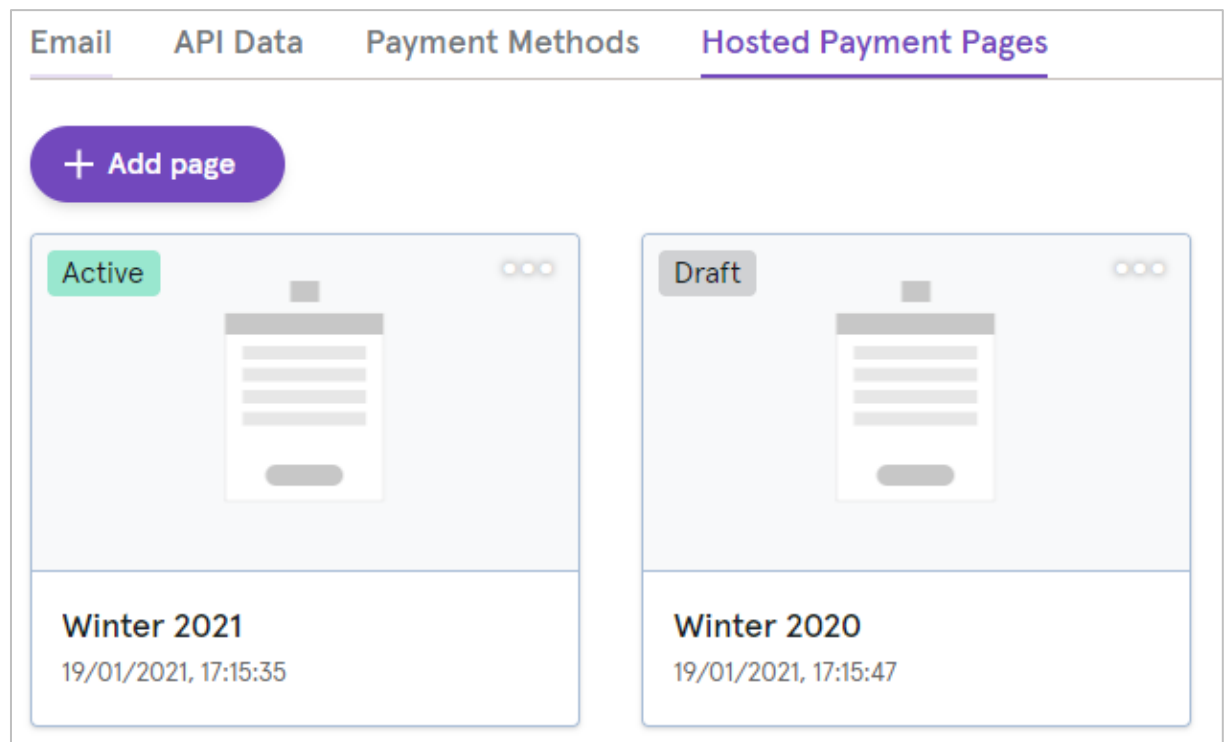 Email API Data Payment Methods Hosted Payment Pages
+ Add page
Active
Draft
Winter 2021
19/01/2021, 17:15:35
Winter 2020
19/01/2021, 17:15:47